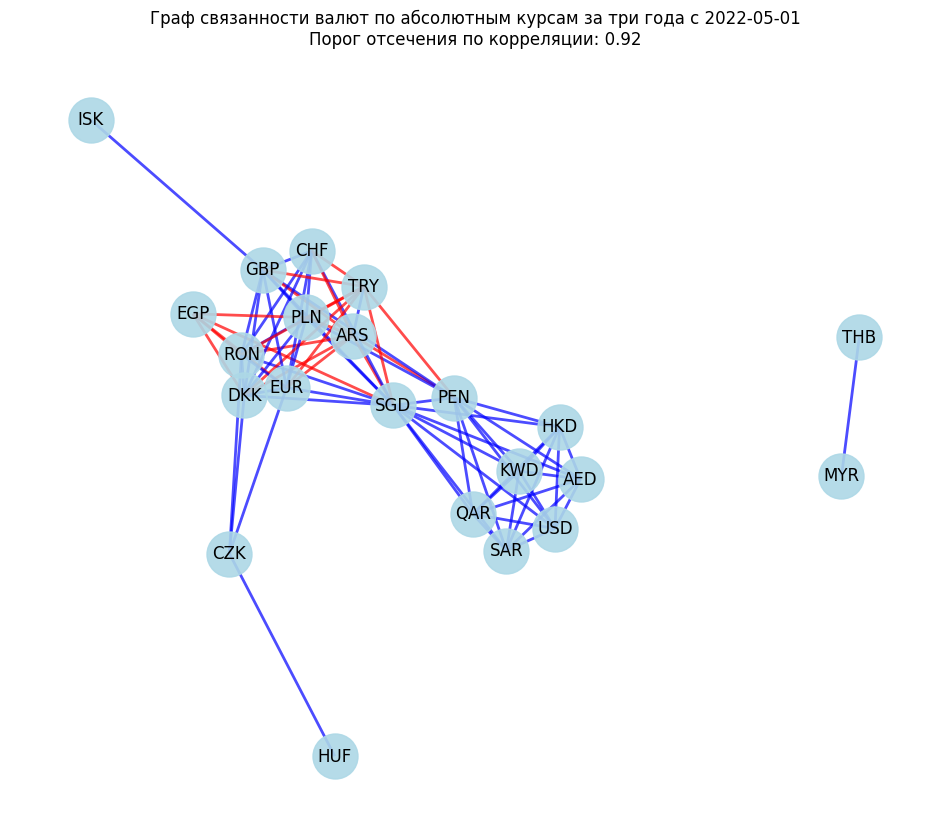 Граф связанности валют по абсолютным курсам за три года с 2022-05-01
Порог отсечения по корреляции: 0.92
ISK
CHF
GBP
TRY
EGP
PLN
ARS
THB
RON
EUR
DKK
PEN
SGD
HKD
KWD
MYR
AED
QAR
USD
SAR
CZK
HUF